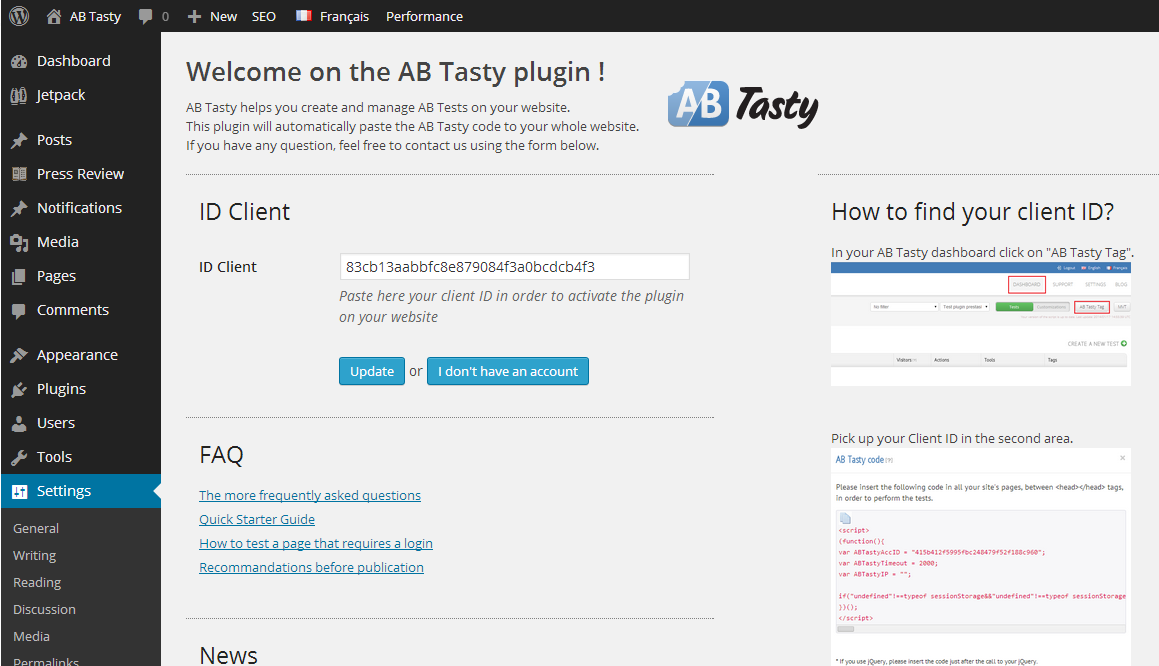 AB Tasty 0 New SEO Français Performance
Dashboard
Jetpack
Posts
Press Review
Notifications
Media
Pages
Comments
Appearance
Plugins
Users
Tools
Settings
General
Writing
Reading
Discussion
Media
Permalinks
Welcome on the AB Tasty plugin !
AB Tasty helps you create and manage AB Tests on your website.
This plugin will automatically paste the AB Tasty code to your whole website.
If you have any question, feel free to contact us using the form below.
AB Tasty
ID Client
ID Client
83cb13aabbfc8e879084f3a0bcdcb4f3
Paste here your client ID in order to activate the plugin
on your website
Update or I don't have an account
FAQ
The more frequently asked questions
Quick Starter Guide
How to test a page that requires a login
Recommandations before publication
News
How to find your client ID?
In your AB Tasty dashboard click on "AB Tasty Tag".
Logout English Français
DASHBOARD SUPPORT SETTINGS BLOG
No filter Test plugin prestash Tests Customizations AB Tasty Tag
CREATE A NEW TEST
Visitors Actions Tools Tags
Pick up your Client ID in the second area.
AB Tasty code [?]
Please insert the following code in all your site's pages, between <head></head> tags,
in order to perform the tests.
<script>
(function(){
var ABTastyAccID = "415b412f5995fbc248479f52f188c960";
var ABTastyTimeout = 2000;
var ABTastyIP = "";
if("undefined"!==typeof sessionStorage&&"undefined"!==typeof sessionStorage
})();
</script>
* If you use jQuery, please insert the code just after the call to your jQuery.